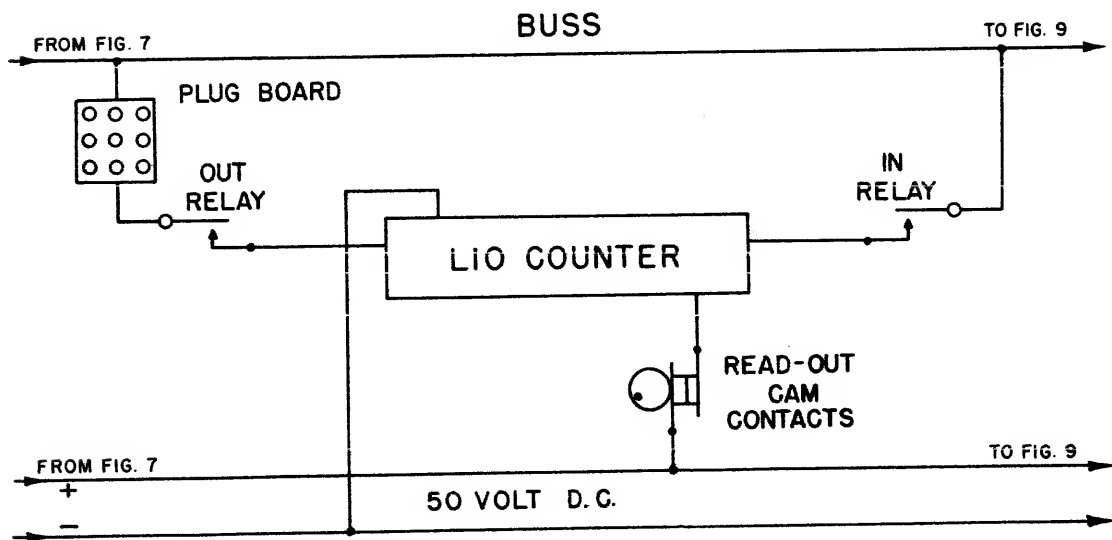 BUSS
FROM FIG. 7
TO FIG. 9
PLUG BOARD
OUT
RELAY
IN
RELAY
LiO COUNTER
READ-OUT
CAM
CONTACTS
FROM FIG. 7
TO FIG. 9
+
50 VOLT D.C.
−